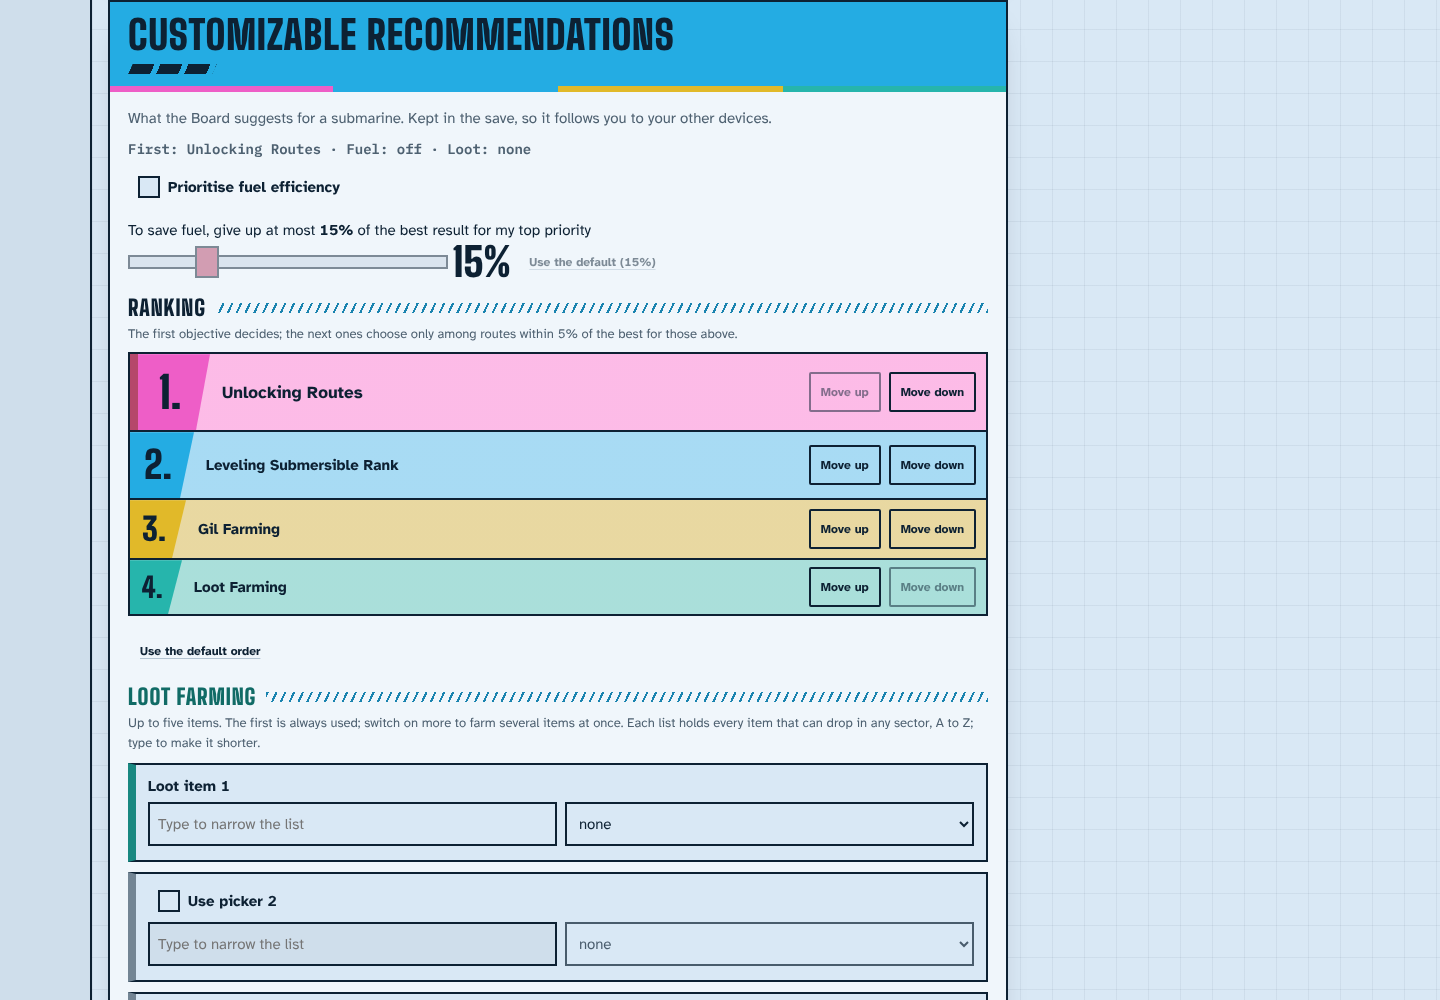 CUSTOMIZABLE RECOMMENDATIONS
What the Board suggests for a submarine. Kept in the save, so it follows you to your other devices.
First: Unlocking Routes · Fuel: off · Loot: none
Prioritise fuel efficiency
To save fuel, give up at most 15% of the best result for my top priority
15% Use the default (15%)
RANKING
The first objective decides; the next ones choose only among routes within 5% of the best for those above.
1. Unlocking Routes Move up Move down
2. Leveling Submersible Rank Move up Move down
3. Gil Farming Move up Move down
4. Loot Farming Move up Move down
Use the default order
LOOT FARMING
Up to five items. The first is always used; switch on more to farm several items at once. Each list holds every item that can drop in any sector, A to Z;
type to make it shorter.
Loot item 1
Type to narrow the list none
Use picker 2
Type to narrow the list none